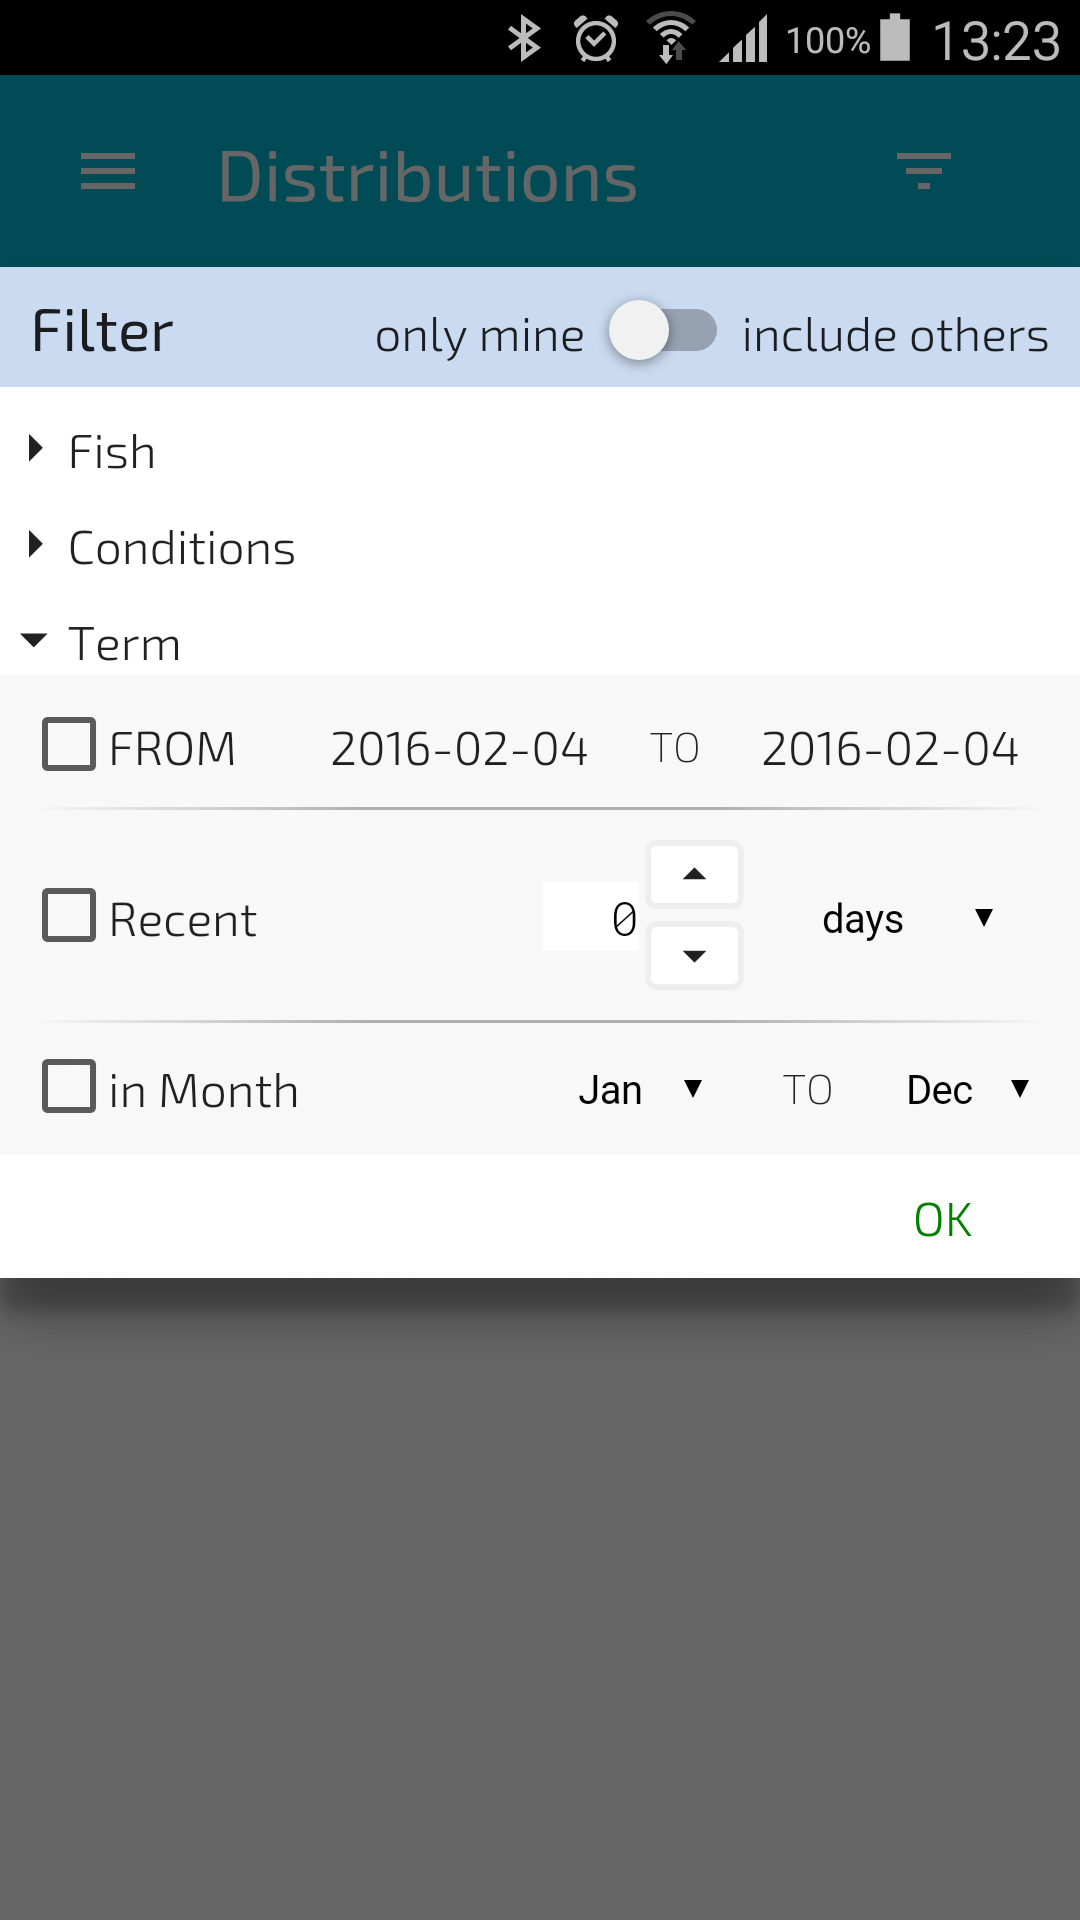 100% 13:23
Distributions
Filter only mine include others
Fish
Conditions
Term
FROM 2016-02-04 TO 2016-02-04
Recent 0 days
in Month Jan TO Dec
OK